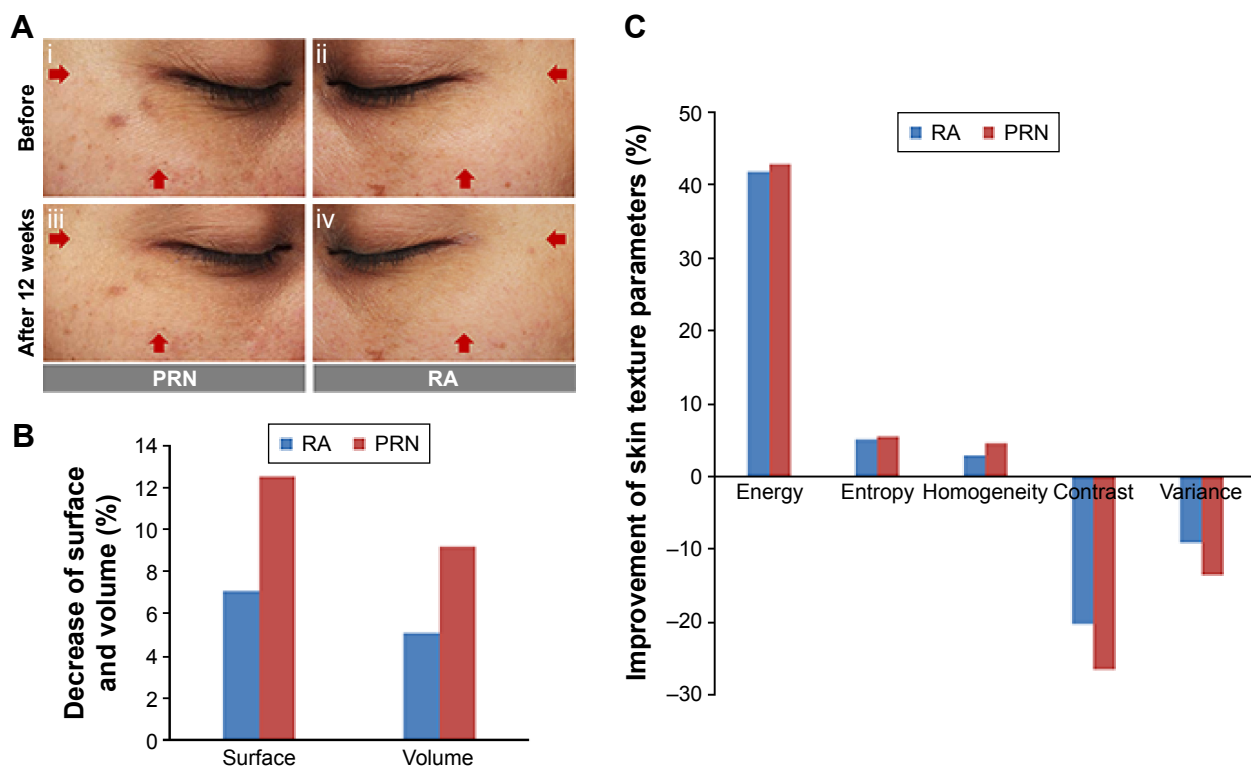 A
i
ii
Before
iii
iv
After 12 weeks
PRN
RA
B
RA
PRN
Decrease of surface
and volume (%)
14
12
10
8
6
4
2
0
Surface
Volume
C
RA
PRN
Improvement of skin texture parameters (%)
50
40
30
20
10
0
–10
–20
–30
Energy
Entropy
Homogeneity
Contrast
Variance